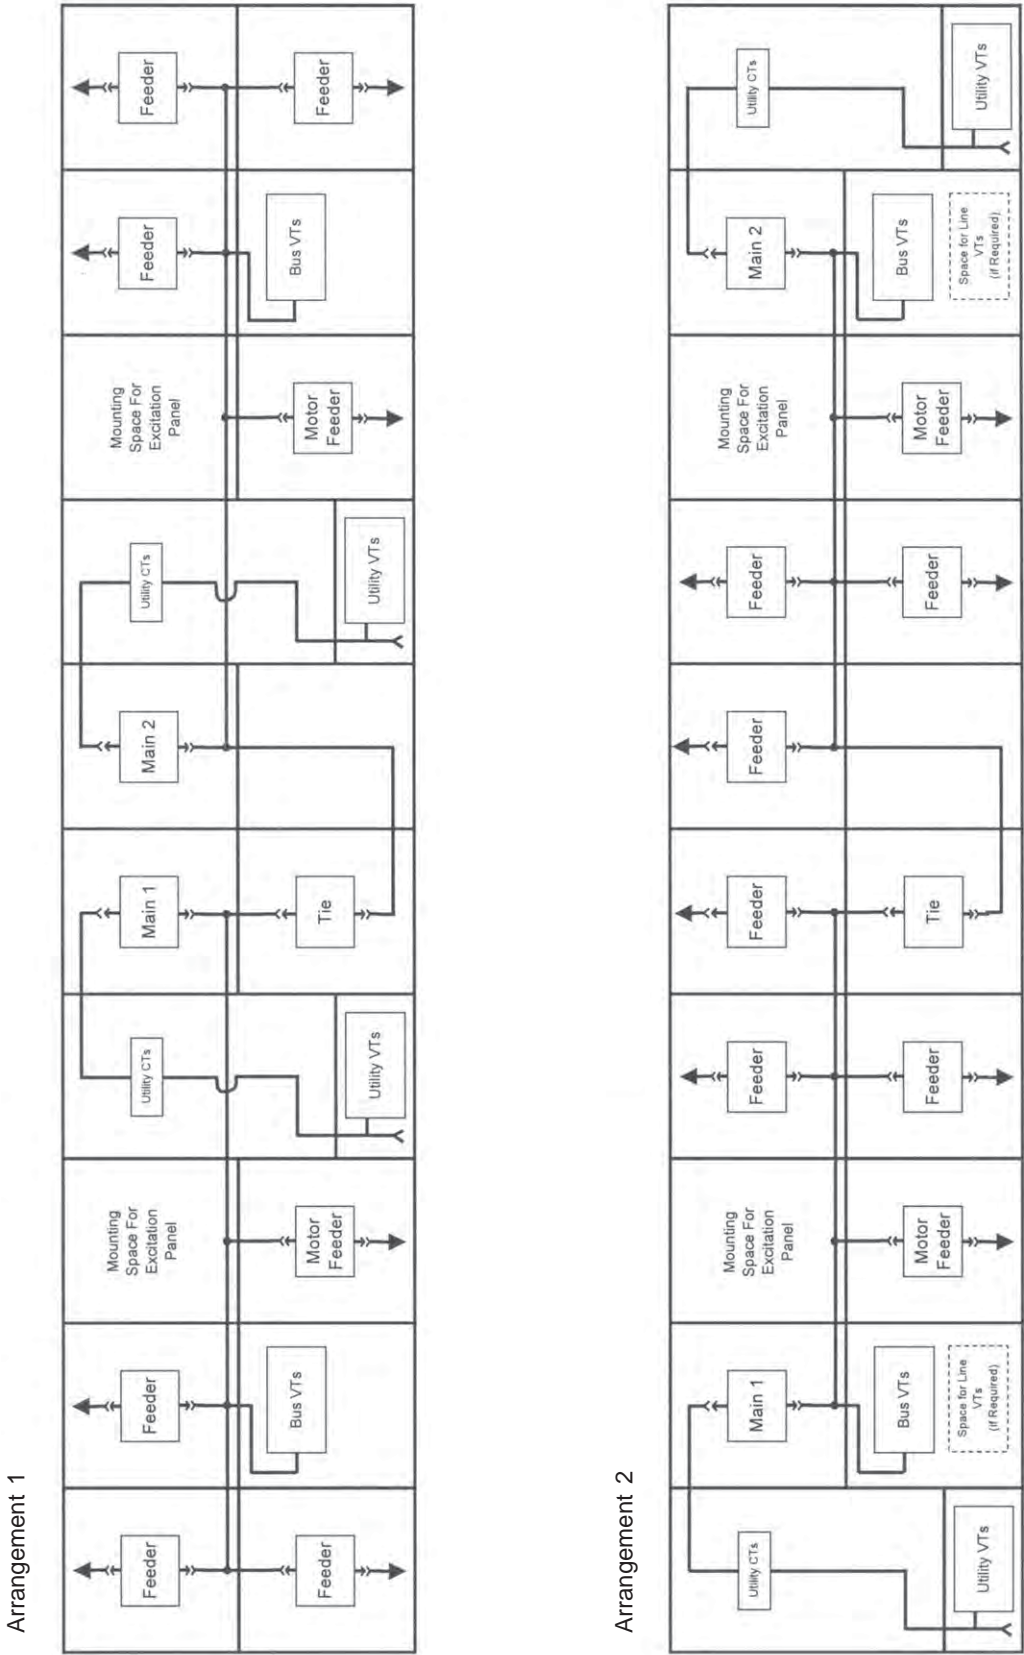 Arrangement 1
Feeder
Feeder
Feeder
Bus VTs
Mounting
Space For
Excitation
Panel
Motor
Feeder
Utility CTs
Utility VTs
Main 1
Tie
Main 2
Utility CTs
Utility VTs
Mounting
Space For
Excitation
Panel
Motor
Feeder
Feeder
Bus VTs
Feeder
Feeder
Arrangement 2
Utility CTs
Utility VTs
Main 1
Bus VTs
Space for Line
VTs
(If Required)
Mounting
Space For
Excitation
Panel
Motor
Feeder
Feeder
Feeder
Feeder
Tie
Feeder
Feeder
Feeder
Mounting
Space For
Excitation
Panel
Motor
Feeder
Main 2
Bus VTs
Space for Line
VTs
(If Required)
Utility CTs
Utility VTs